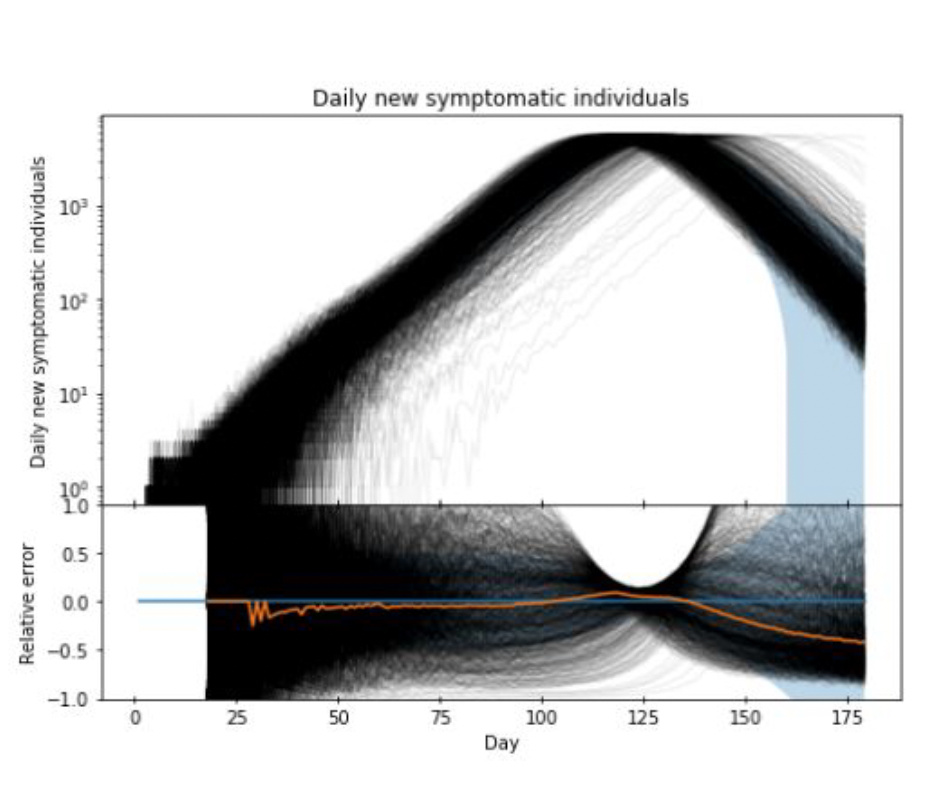 Daily new symptomatic individuals
Daily new symptomatic individuals
10³
10²
10¹
10⁰
Relative error
1.0
0.5
0.0
−0.5
−1.0
0 25 50 75 100 125 150 175
Day